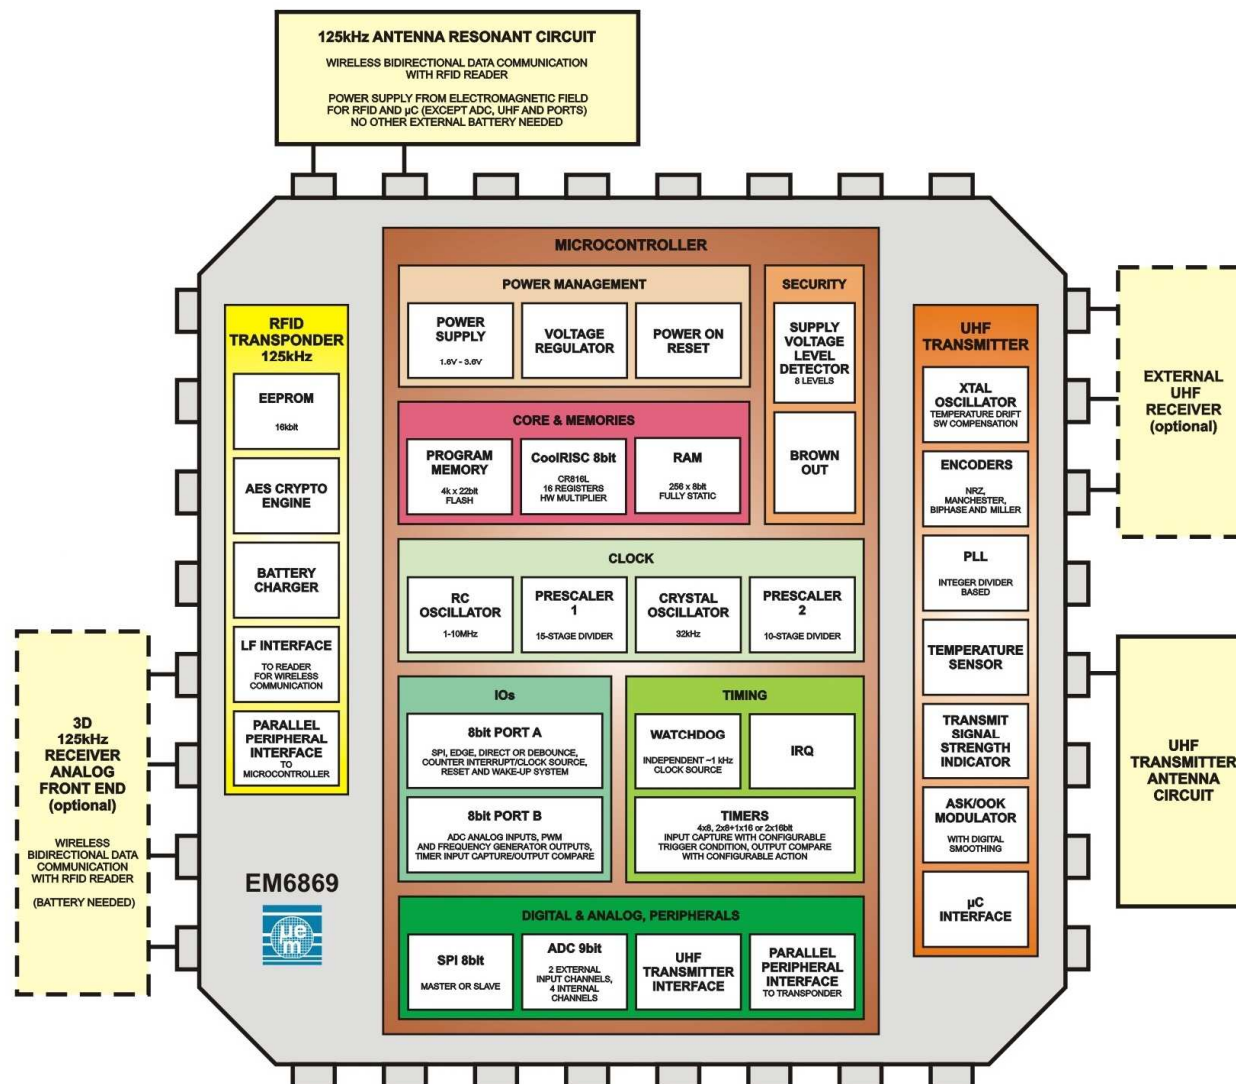 125kHz ANTENNA RESONANT CIRCUIT
WIRELESS BIDIRECTIONAL DATA COMMUNICATION
WITH RFID READER
POWER SUPPLY FROM ELECTROMAGNETIC FIELD
FOR RFID AND µC (EXCEPT ADC, UHF AND PORTS)
NO OTHER EXTERNAL BATTERY NEEDED
RFID
TRANSPONDER
125kHz
EEPROM
16kbit
AES CRYPTO
ENGINE
BATTERY
CHARGER
LF INTERFACE
TO READER
FOR WIRELESS
COMMUNICATION
PARALLEL
PERIPHERAL
INTERFACE
TO
MICROCONTROLLER
3D
125kHz
RECEIVER
ANALOG
FRONT END
(optional)
WIRELESS
BIDIRECTIONAL DATA
COMMUNICATION
WITH RFID READER
(BATTERY NEEDED)
EM6869
µe
m
MICROCONTROLLER
POWER MANAGEMENT
POWER
SUPPLY
1.6V - 3.6V
VOLTAGE
REGULATOR
POWER ON
RESET
SECURITY
SUPPLY
VOLTAGE
LEVEL
DETECTOR
8 LEVELS
BROWN
OUT
CORE & MEMORIES
PROGRAM
MEMORY
4k x 22bit
FLASH
CoolRISC 8bit
CR816L
16 REGISTERS
HW MULTIPLIER
RAM
256 x 8bit
FULLY STATIC
CLOCK
RC
OSCILLATOR
1-10MHz
PRESCALER
1
15-STAGE DIVIDER
CRYSTAL
OSCILLATOR
32kHz
PRESCALER
2
10-STAGE DIVIDER
IOs
8bit PORT A
SPI, EDGE, DIRECT OR DEBOUNCE,
COUNTER INTERRUPT/CLOCK SOURCE,
RESET AND WAKE-UP SYSTEM
8bit PORT B
ADC ANALOG INPUTS, PWM
AND FREQUENCY GENERATOR OUTPUTS,
TIMER INPUT CAPTURE/OUTPUT COMPARE
TIMING
WATCHDOG
INDEPENDENT ~1 kHz
CLOCK SOURCE
IRQ
TIMERS
4x8, 2x8+1x16 or 2x16bit
INPUT CAPTURE WITH CONFIGURABLE
TRIGGER CONDITION, OUTPUT COMPARE
WITH CONFIGURABLE ACTION
DIGITAL & ANALOG, PERIPHERALS
SPI 8bit
MASTER OR SLAVE
ADC 9bit
2 EXTERNAL
INPUT CHANNELS,
4 INTERNAL
CHANNELS
UHF
TRANSMITTER
INTERFACE
PARALLEL
PERIPHERAL
INTERFACE
TO TRANSPONDER
UHF
TRANSMITTER
XTAL
OSCILLATOR
TEMPERATURE DRIFT
SW COMPENSATION
ENCODERS
NRZ,
MANCHESTER,
BIPHASE AND MILLER
PLL
INTEGER DIVIDER
BASED
TEMPERATURE
SENSOR
TRANSMIT
SIGNAL
STRENGTH
INDICATOR
ASK/OOK
MODULATOR
WITH DIGITAL
SMOOTHING
µC
INTERFACE
EXTERNAL
UHF
RECEIVER
(optional)
UHF
TRANSMITTER
ANTENNA
CIRCUIT